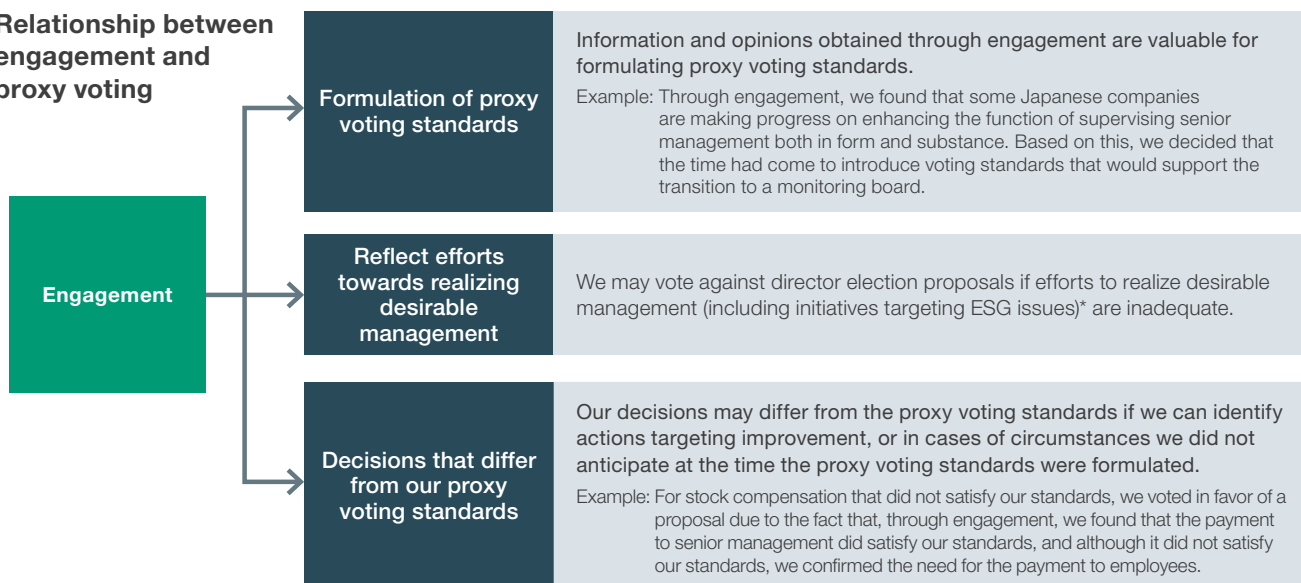 Relationship between
engagement and
proxy voting
Engagement
Formulation of proxy
voting standards
Information and opinions obtained through engagement are valuable for
formulating proxy voting standards.
Example: Through engagement, we found that some Japanese companies
are making progress on enhancing the function of supervising senior
management both in form and substance. Based on this, we decided that
the time had come to introduce voting standards that would support the
transition to a monitoring board.
Reflect efforts
towards realizing
desirable
management
We may vote against director election proposals if efforts to realize desirable
management (including initiatives targeting ESG issues)* are inadequate.
Decisions that differ
from our proxy
voting standards
Our decisions may differ from the proxy voting standards if we can identify
actions targeting improvement, or in cases of circumstances we did not
anticipate at the time the proxy voting standards were formulated.
Example: For stock compensation that did not satisfy our standards, we voted in favor of a
proposal due to the fact that, through engagement, we found that the payment
to senior management did satisfy our standards, and although it did not satisfy
our standards, we confirmed the need for the payment to employees.